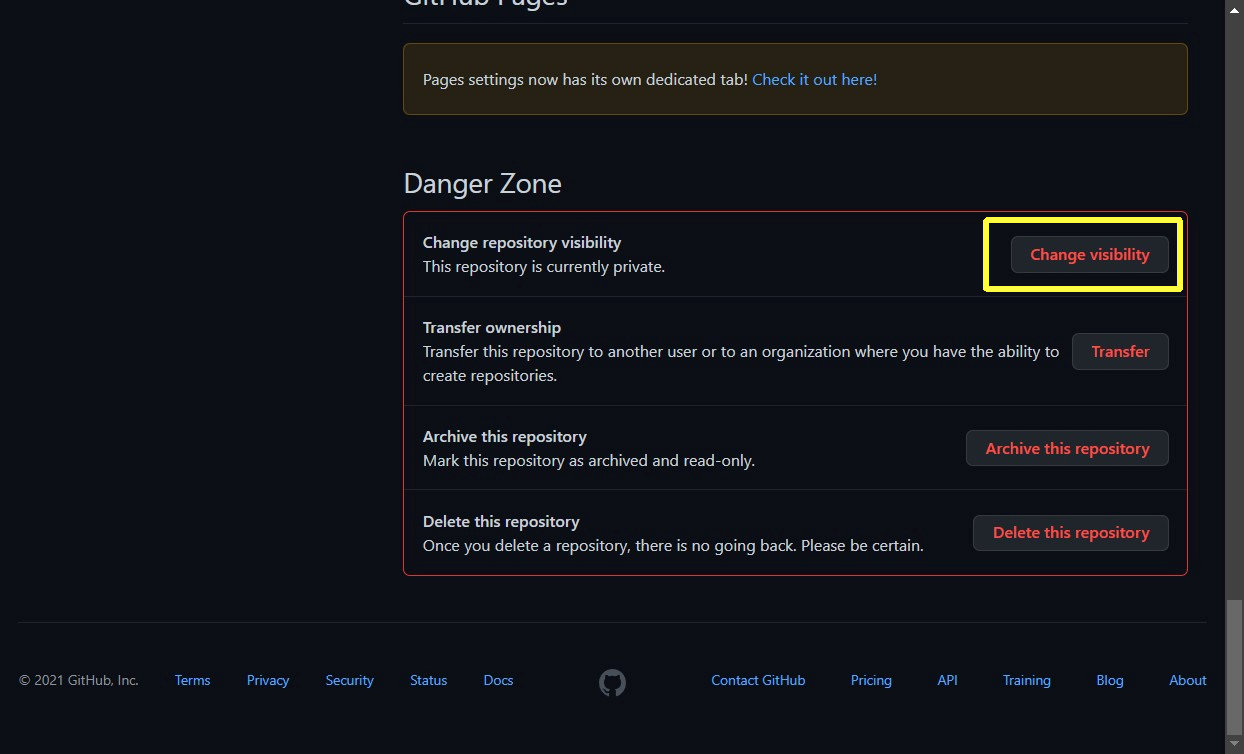 GitHub Pages
Pages settings now has its own dedicated tab! Check it out here!
Danger Zone
Change repository visibility
This repository is currently private.
Change visibility
Transfer ownership
Transfer this repository to another user or to an organization where you have the ability to
create repositories.
Transfer
Archive this repository
Mark this repository as archived and read-only.
Archive this repository
Delete this repository
Once you delete a repository, there is no going back. Please be certain.
Delete this repository
© 2021 GitHub, Inc. Terms Privacy Security Status Docs Contact GitHub Pricing API Training Blog About